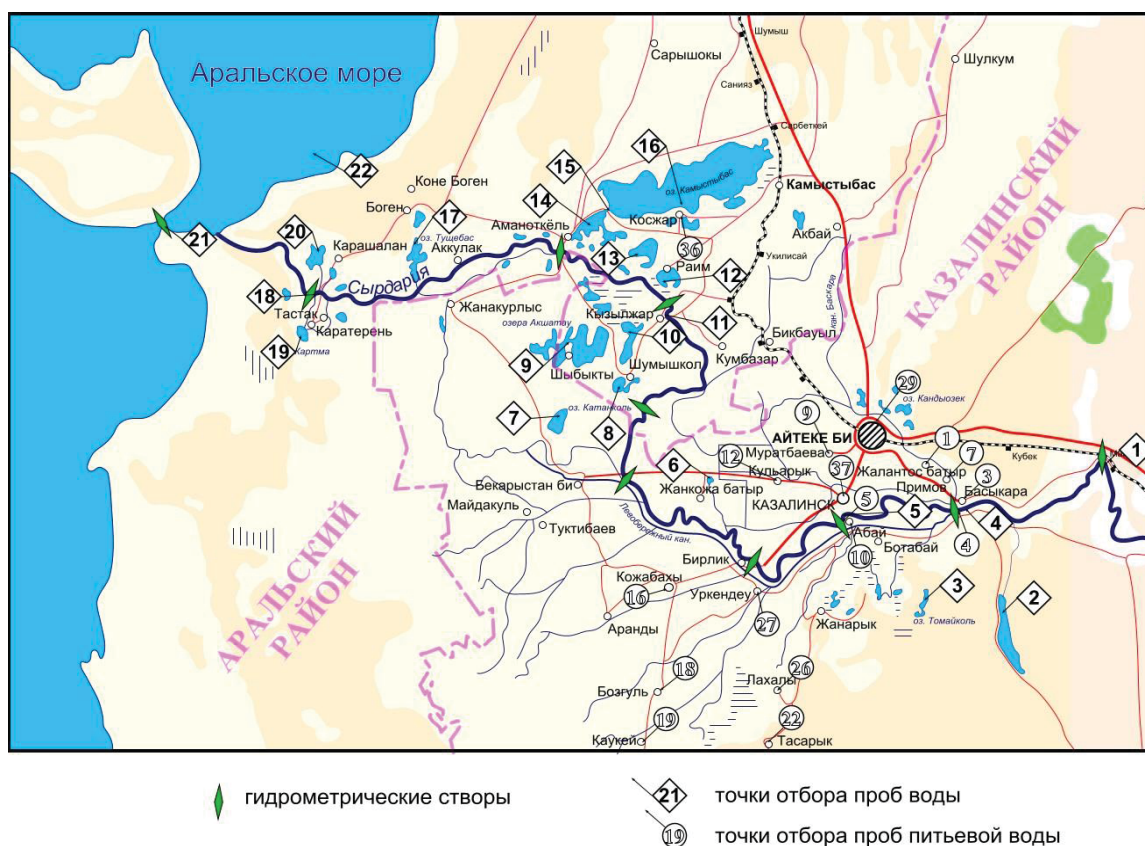 Шумыш
Аральское море
Сарышокы
Шулкум
Санияз
Сарбеткей
16
22
15
оз. Камыстыбас
Камыстыбас
КАЗАЛИНСКИЙ
РАЙОН
Коне Боген
14
Косжар
Боген
17
Аманоткёль
36
Акбай
21
20
оз. Тущебас
Карашалан
Аккулак
13
Раим
12
Укилисай
Сырдария
18
Тастак
Каратерень
Жанакурлыс
Кызылжар
11
кан. Баскара
19
Картма
озера Акшатау
10
Бикбауыл
Кумбазар
9
Шыбыкты
Шумышкол
29
оз. Кандыозек
7
оз. Катанколь
8
9
АЙТЕКЕ БИ
1
1
Муратбаева
Кубек
6
12
37
7
Кульарык
Жалантос батыр
3
Бекарыстан би
Жанкожа батыр
Примов
Басыкара
КАЗАЛИНСК
5
5
4
Майдакуль
Туктибаев
Левобережный кан.
Абай
Ботабай
4
10
АРАЛЬСКИЙ
РАЙОН
Бирлик
Кожабахы
3
2
16
Уркендеу
оз. Томайколь
Аранды
27
Жанарык
18
26
Бозгуль
Лахалы
19
22
Каукей
Тасарык
гидрометрические створы
21
точки отбора проб воды
19
точки отбора проб питьевой воды